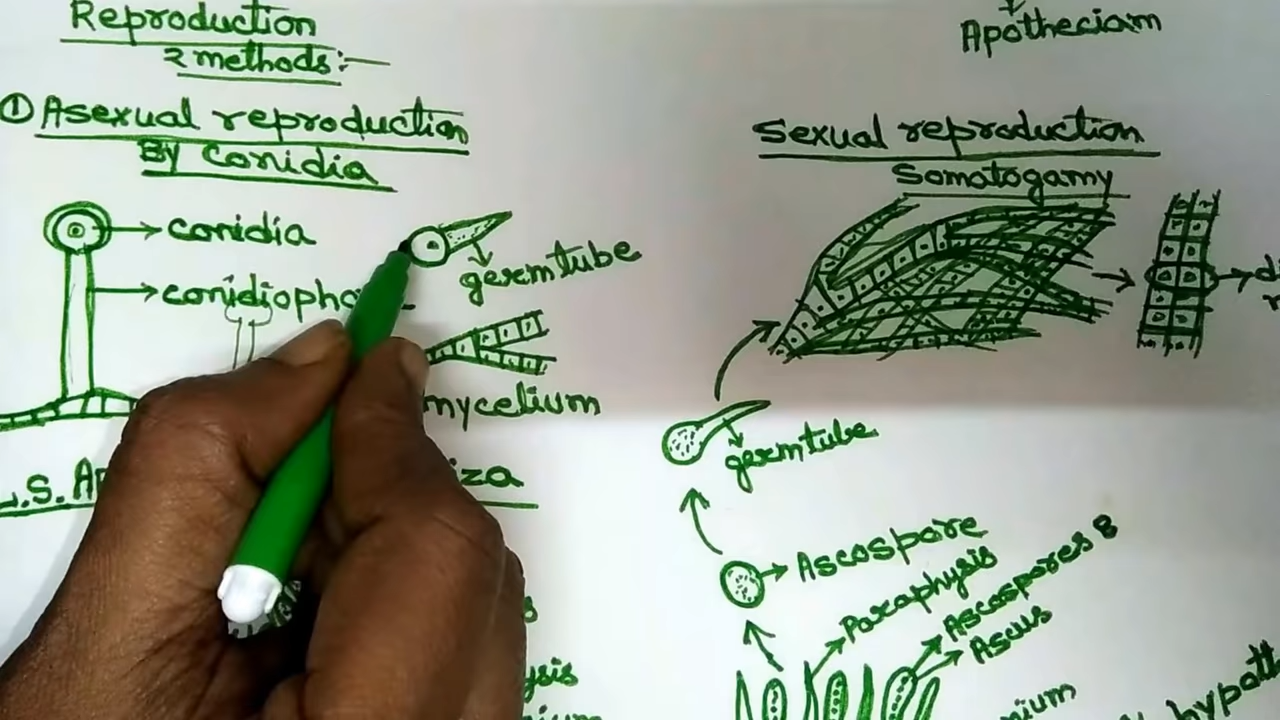 Reproduction
2 methods:-
① Asexual reproduction
By Conidia
conidia
germtube
mycelium
L.S.
Apotheciam
Sexual reproduction
Somatogamy
germtube
Ascospore
Paraphysis
Ascospores 8
Ascus